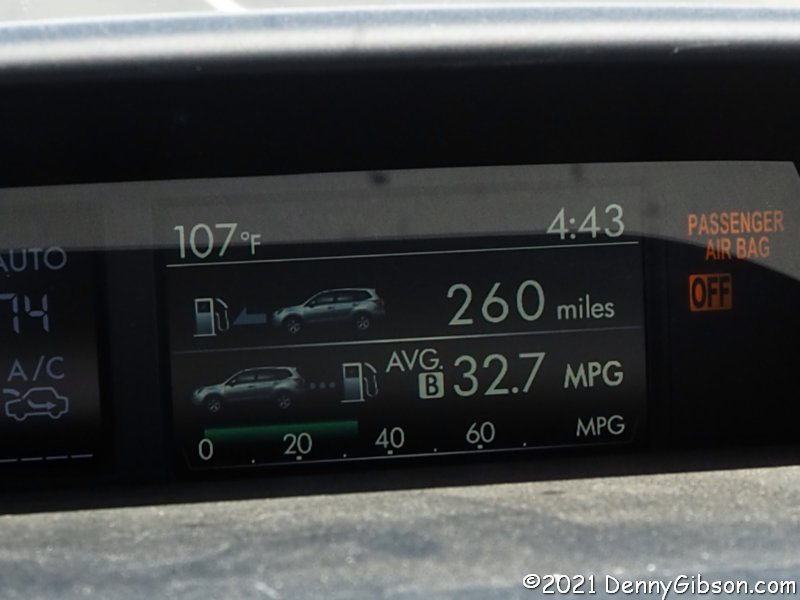 107°F 4:43
PASSENGER
AIR BAG
OFF
AUTO
74
A/C
260 miles
AVG.
B 32.7 MPG
0 . 20 . 40 . 60 . MPG
©2021 DennyGibson.com